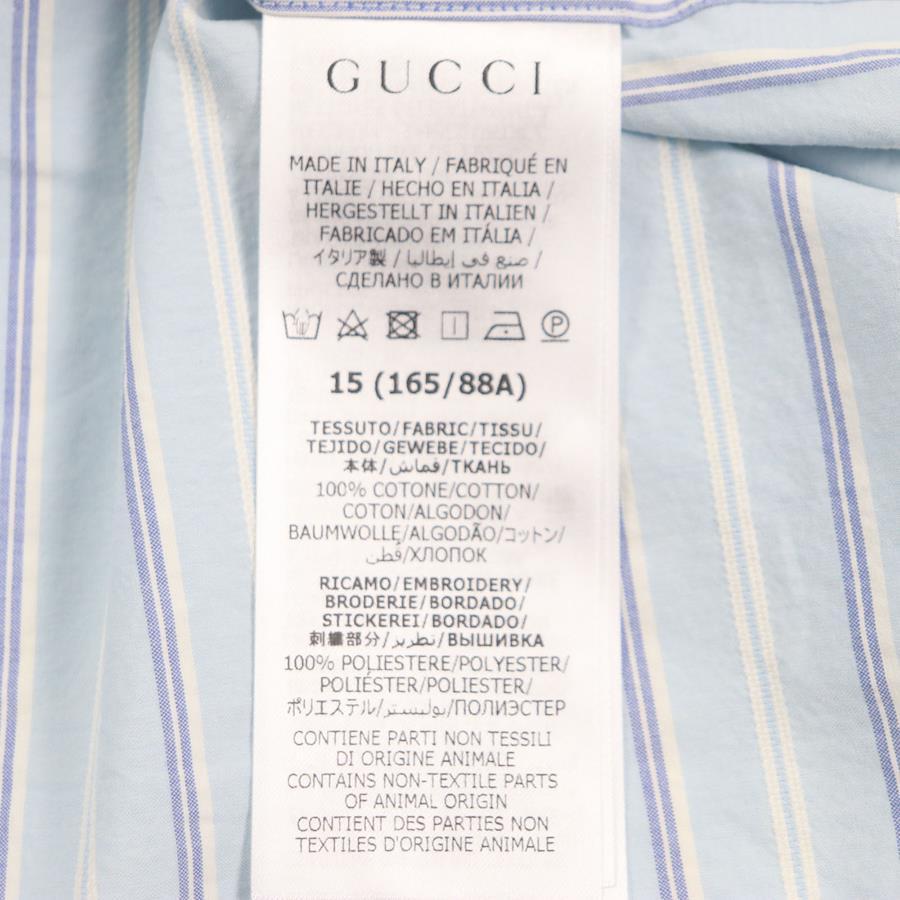 GUCCI
MADE IN ITALY / FABRIQUÉ EN
ITALIE / HECHO EN ITALIA /
HERGESTELLT IN ITALIEN /
FABRICADO EM ITÁLIA /
イタリア製 / صنع في إيطاليا /
СДЕЛАНО В ИТАЛИИ
P
15 (165/88A)
TESSUTO/FABRIC/TISSU/
TEJIDO/GEWEBE/TECIDO/
本体/قماش/ТКАНЬ
100% COTONE/COTTON/
COTON/ALGODON/
BAUMWOLLE/ALGODÃO/コットン/
قطن/ХЛОПОК
RICAMO/EMBROIDERY/
BRODERIE/BORDADO/
STICKEREI/BORDADO/
刺繍部分/تطريز/ВЫШИВКА
100% POLIESTERE/POLYESTER/
POLIÉSTER/POLIESTER/
ポリエステル/بوليستر/ПОЛИЭСТЕР
CONTIENE PARTI NON TESSILI
DI ORIGINE ANIMALE
CONTAINS NON-TEXTILE PARTS
OF ANIMAL ORIGIN
CONTIENT DES PARTIES NON
TEXTILES D'ORIGINE ANIMALE